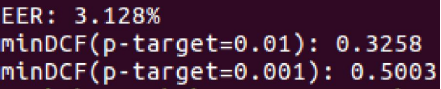 EER: 3.128%
minDCF(p-target=0.01): 0.3258
minDCF(p-target=0.001): 0.5003